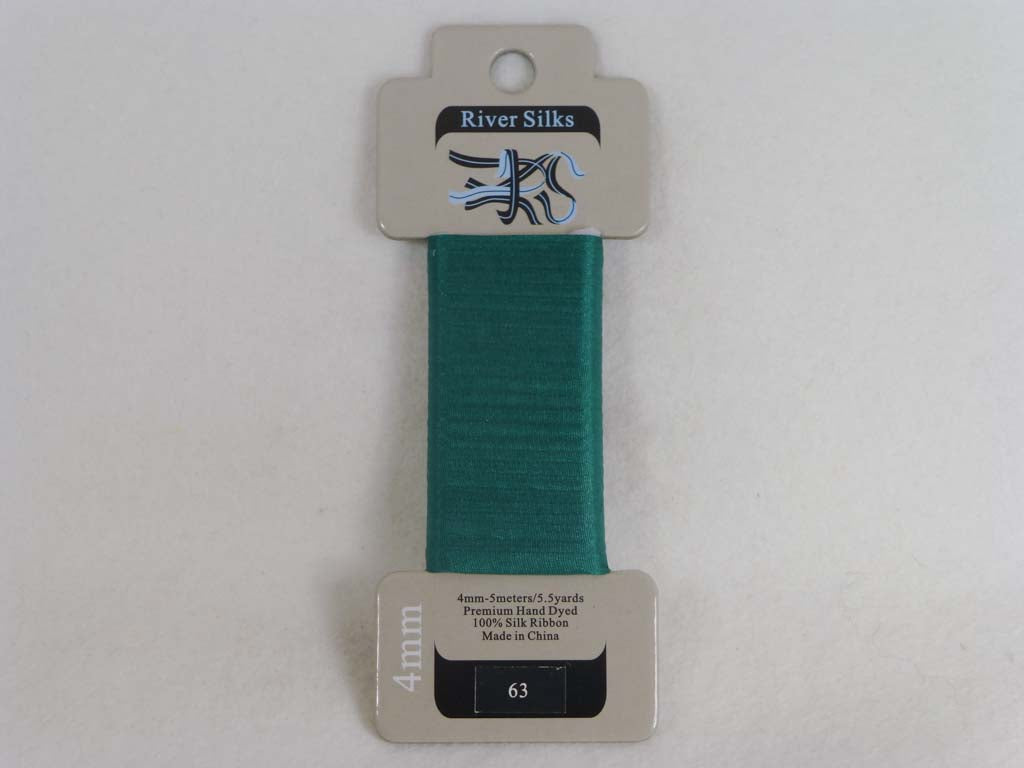 River Silks
4mm-5meters/5.5yards
Premium Hand Dyed
100% Silk Ribbon
Made in China
4mm
63